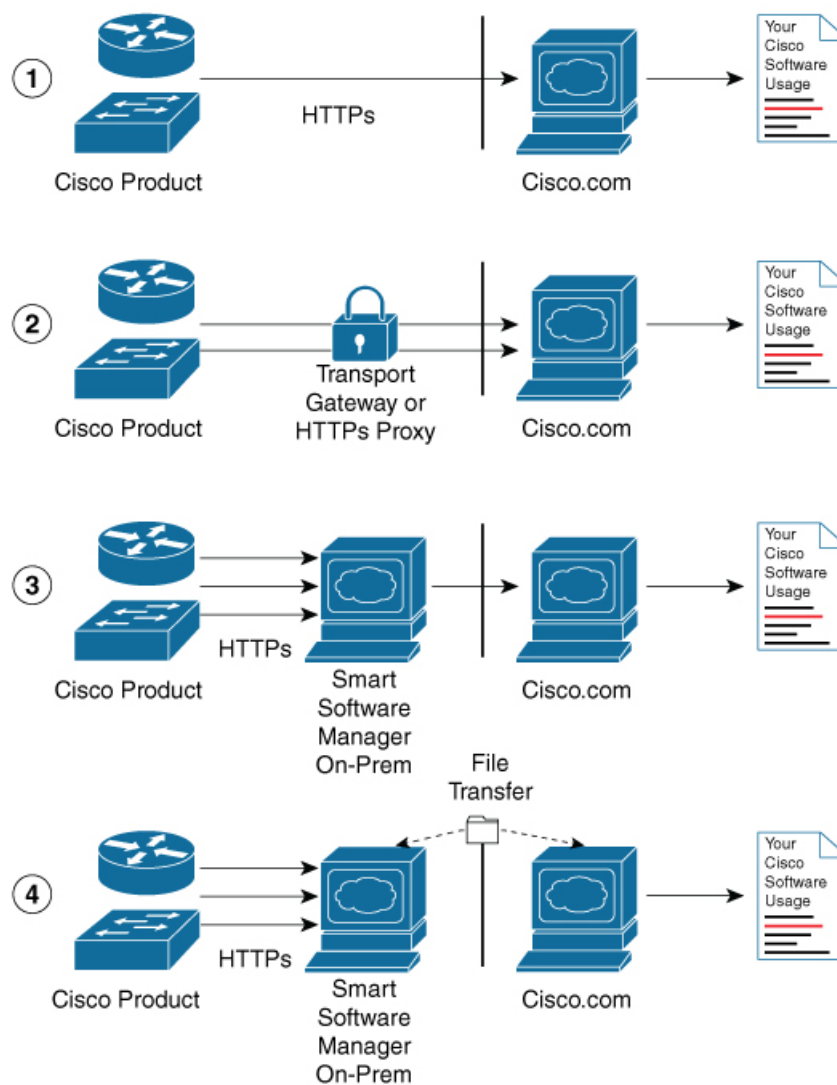 1
HTTPs
Cisco Product
Cisco.com
Your
Cisco
Software
Usage
2
Transport
Gateway or
HTTPs Proxy
Cisco Product
Cisco.com
Your
Cisco
Software
Usage
3
HTTPs
Cisco Product
Smart
Software
Manager
On-Prem
Cisco.com
Your
Cisco
Software
Usage
File
Transfer
4
HTTPs
Cisco Product
Smart
Software
Manager
On-Prem
Cisco.com
Your
Cisco
Software
Usage